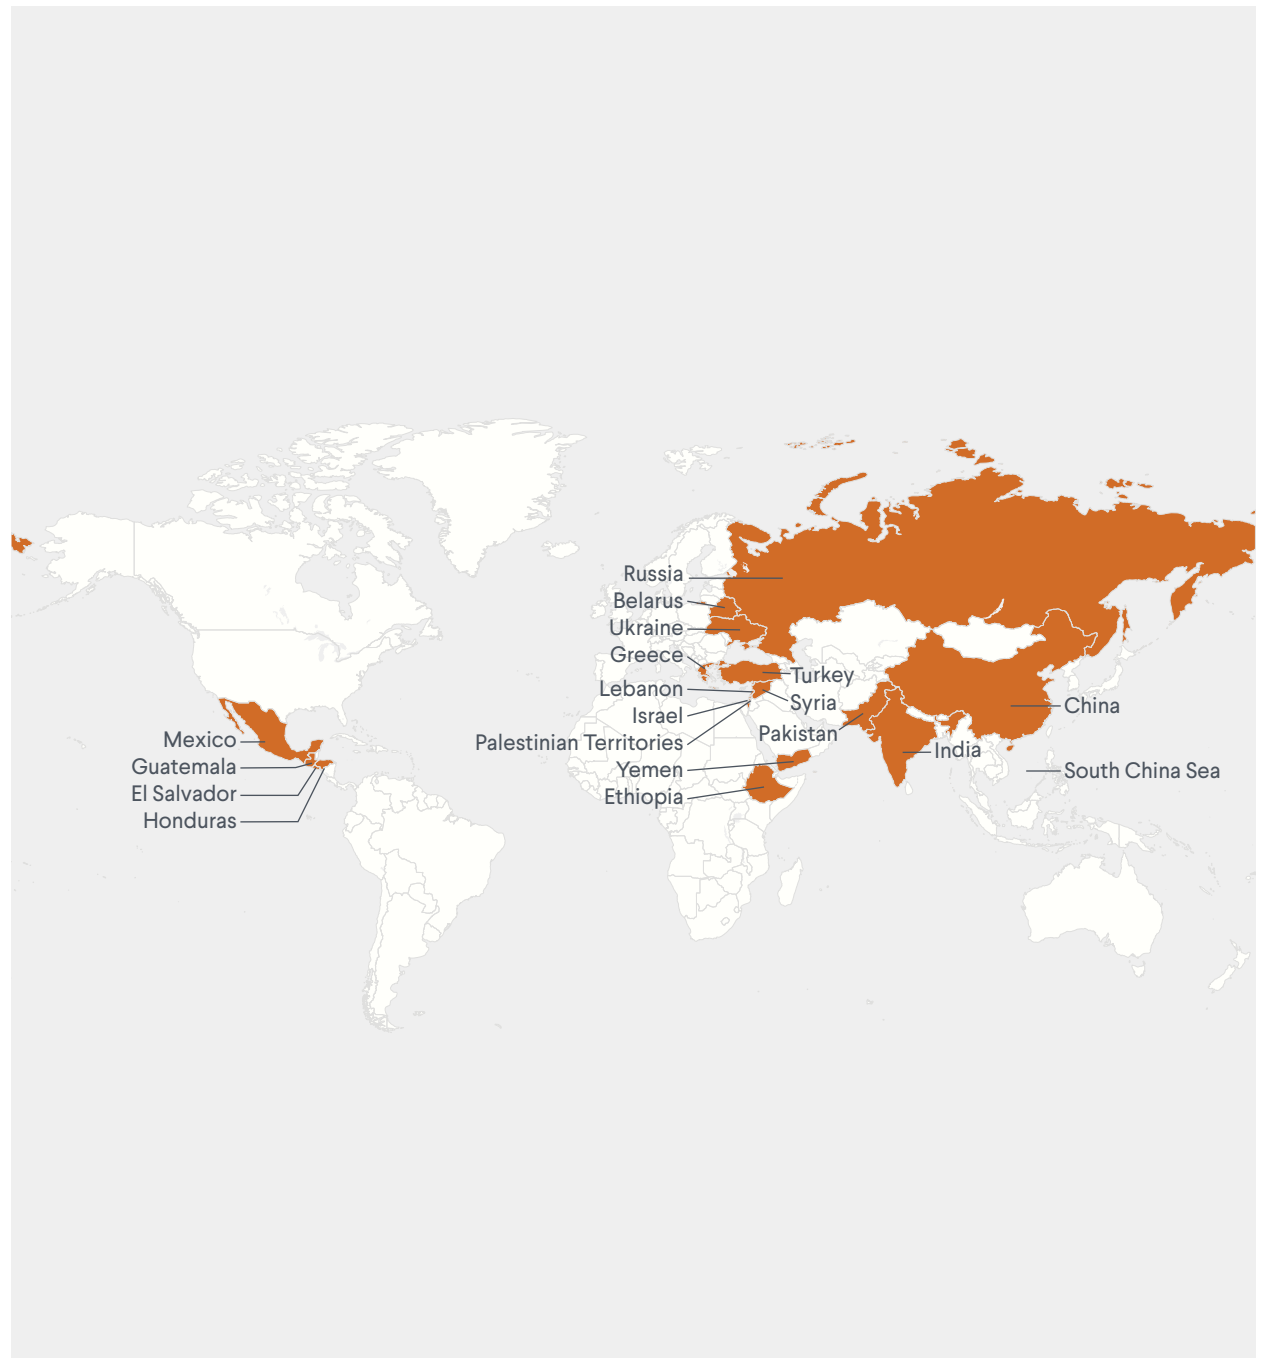 Russia
Belarus
Ukraine
Greece
Turkey
Lebanon
Syria
Israel
China
Pakistan
Mexico
Palestinian Territories
India
Guatemala
Yemen
South China Sea
El Salvador
Ethiopia
Honduras